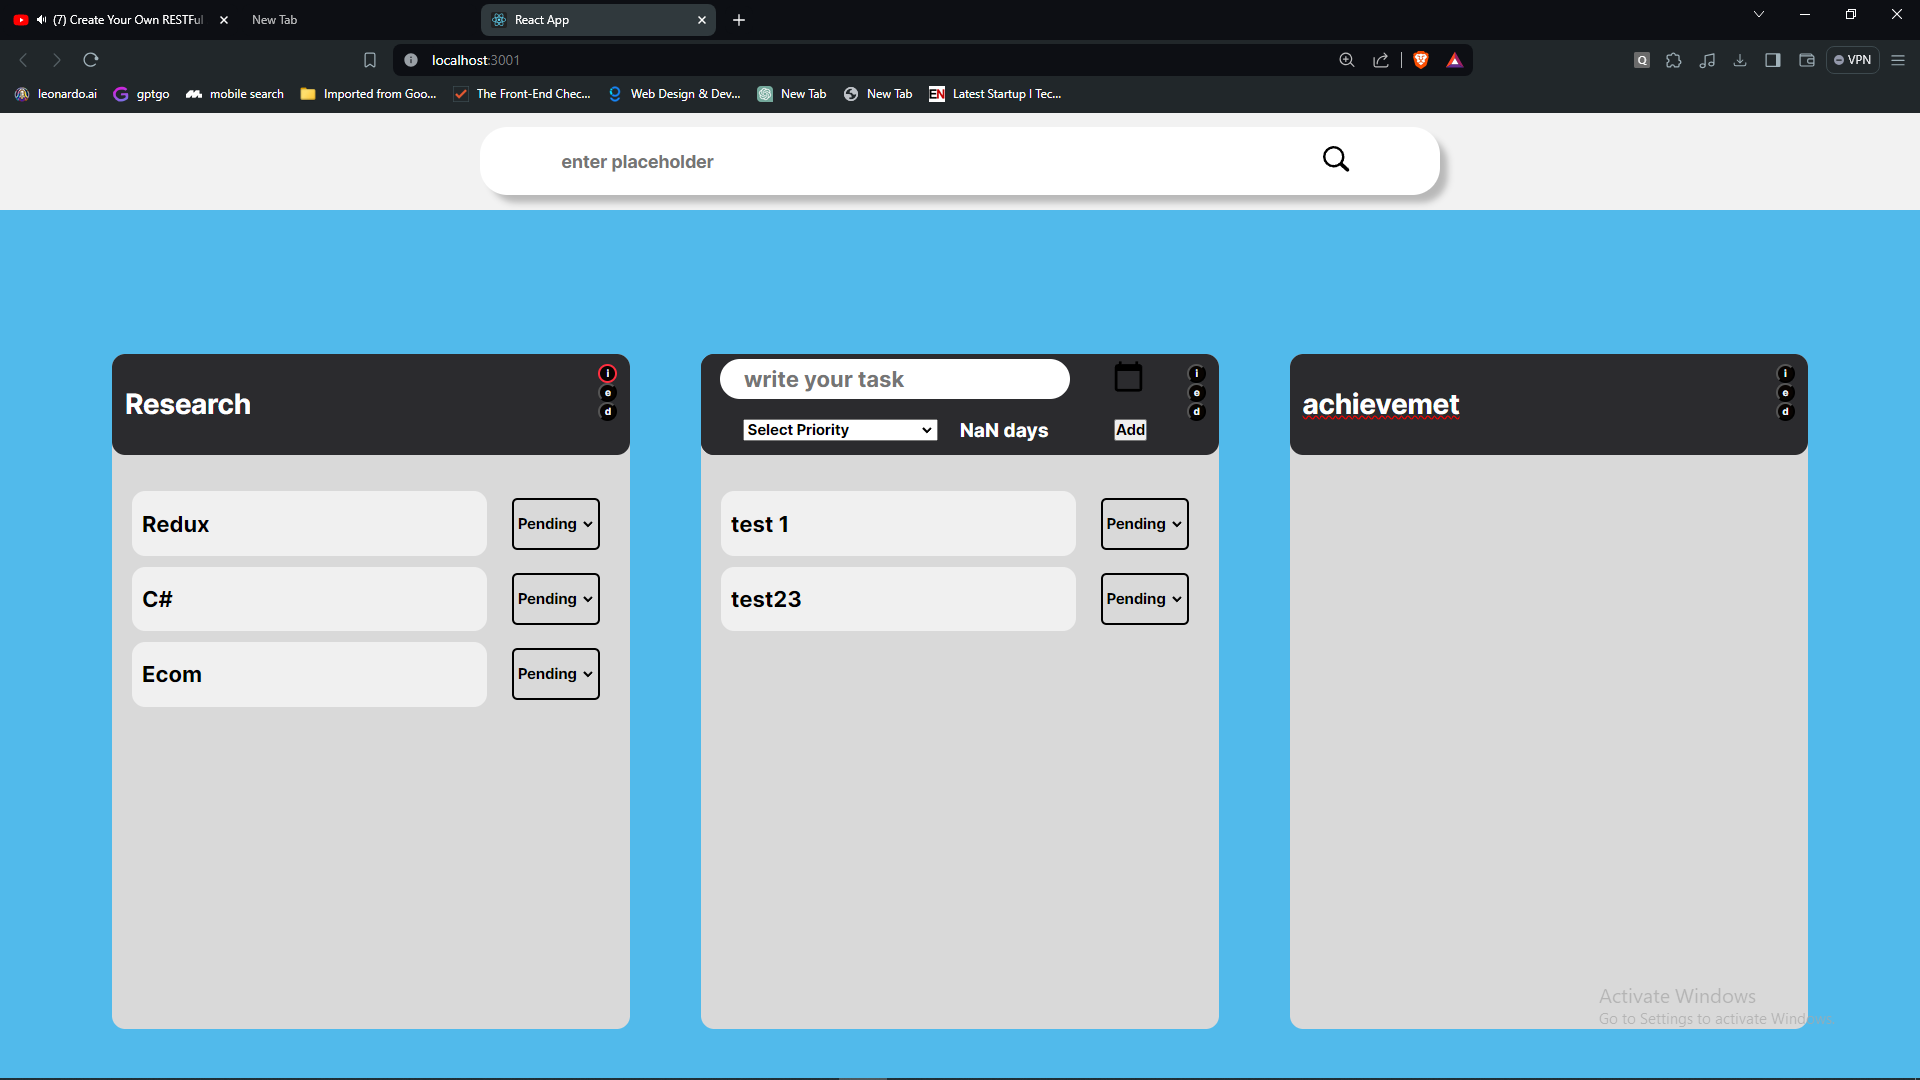 (7) Create Your Own RESTFul
New Tab
React App
localhost:3001
Q
VPN
leonardo.ai
gptgo
mobile search
Imported from Goo...
The Front-End Chec...
Web Design & Dev...
New Tab
New Tab
EN
Latest Startup | Tec...
enter placeholder
Research
i
e
d
write your task
Select Priority
NaN days
Add
i
e
d
achievemet
i
e
d
Redux
Pending
C#
Pending
Ecom
Pending
test 1
Pending
test23
Pending
Activate Windows
Go to Settings to activate Windows.